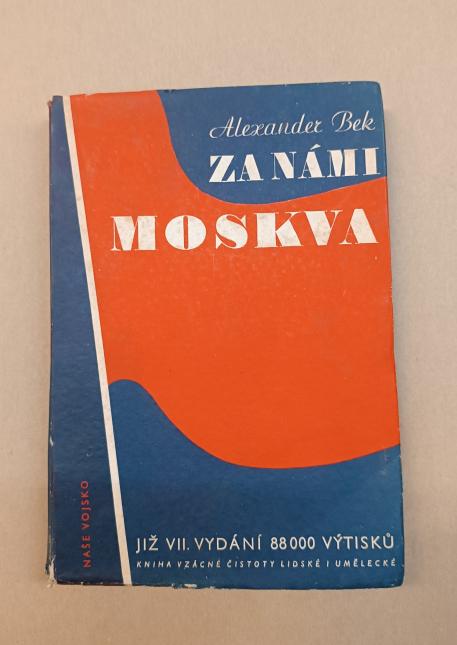 Alexander Bek
ZA NÁMI
MOSKVA
NAŠE VOJSKO
JIŽ VII. VYDÁNÍ 88000 VÝTISKŮ
KNIHA VZÁCNÉ ČISTOTY LIDSKÉ I UMĚLECKÉ